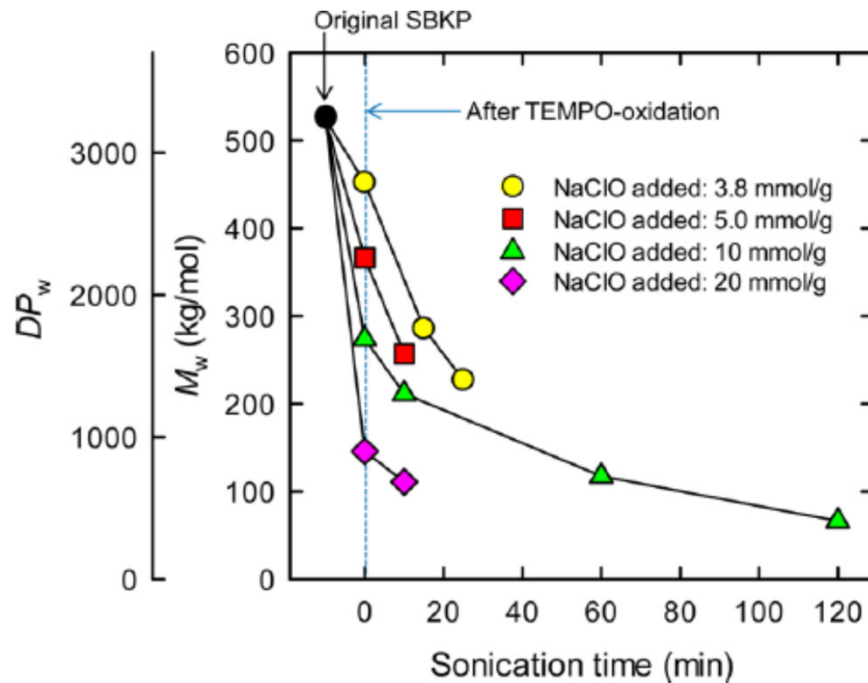 Original SBKP
After TEMPO-oxidation
NaClO added: 3.8 mmol/g
NaClO added: 5.0 mmol/g
NaClO added: 10 mmol/g
NaClO added: 20 mmol/g
DPw
3000
2000
1000
0
Mw (kg/mol)
600
500
400
300
200
100
0
0 20 40 60 80 100 120
Sonication time (min)